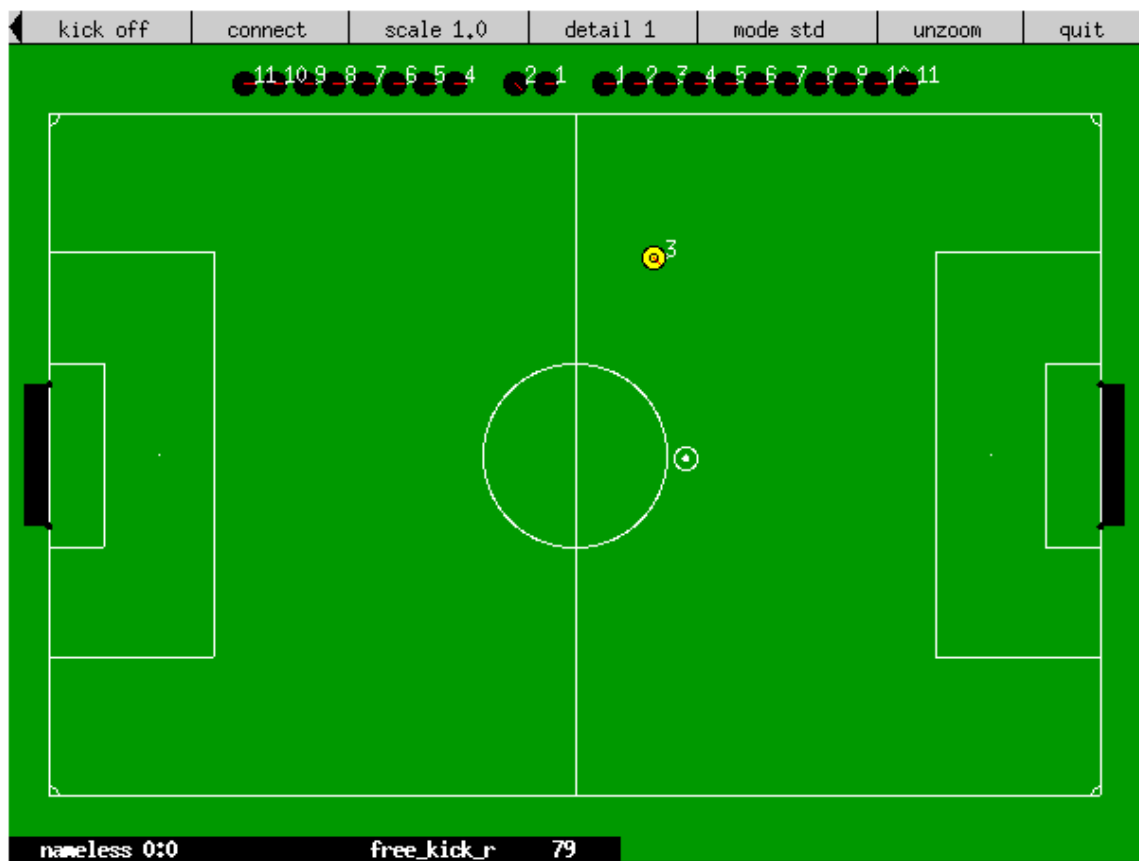 kick off connect scale 1.0 detail 1 mode std unzoom quit
11 10 9 8 7 6 5 4 2 1 1 2 3 4 5 6 7 8 9 10 11
3
nameless 0:0 free_kick_r 79